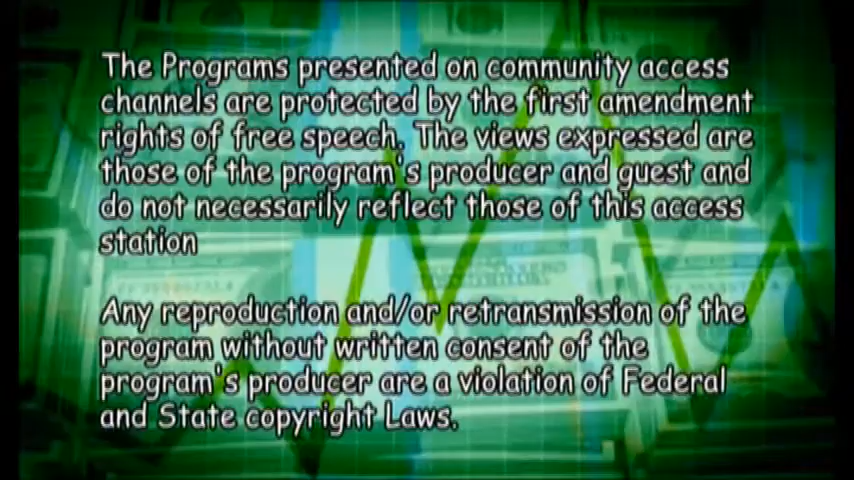 The Programs presented on community access
channels are protected by the first amendment
rights of free speech. The views expressed are
those of the program's producer and guest and
do not necessarily reflect those of this access
station
Any reproduction and/or retransmission of the
program without written consent of the
program's producer are a violation of Federal
and State copyright Laws.